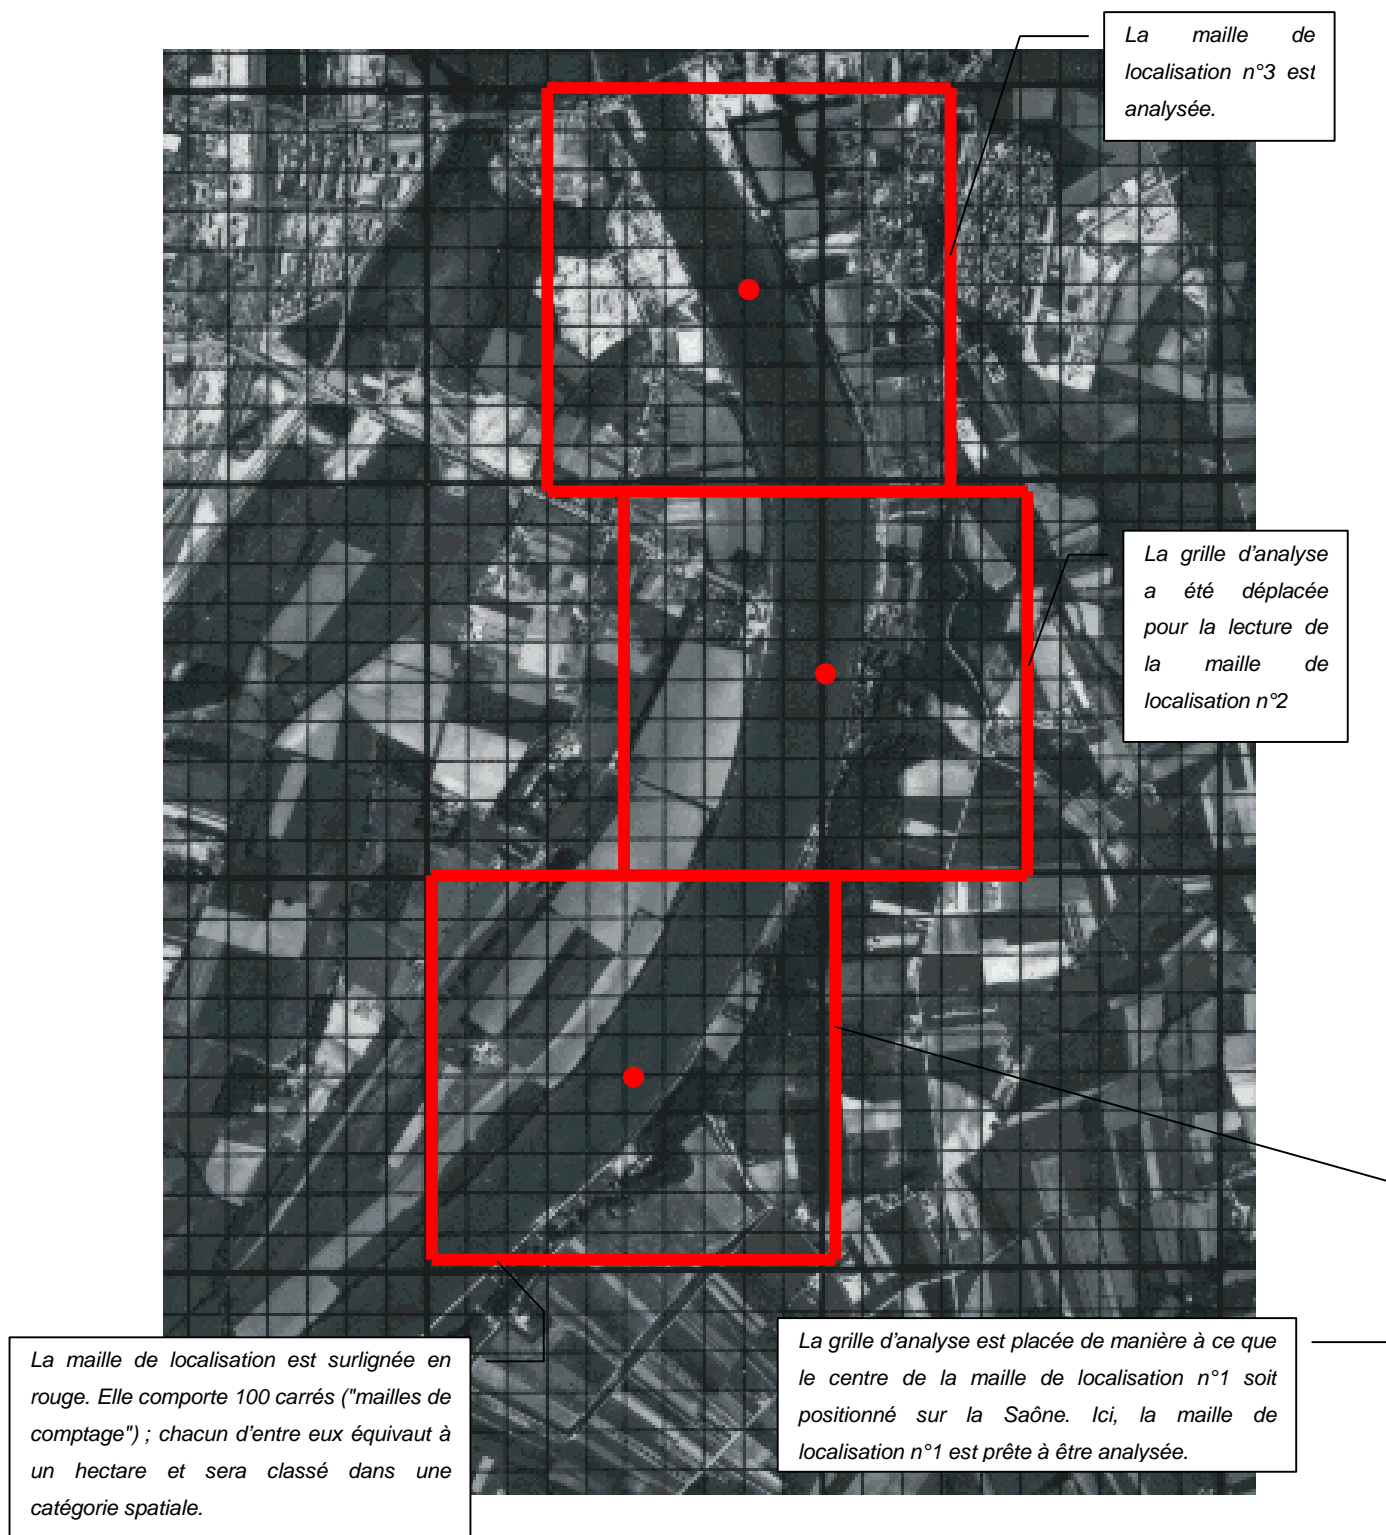 La maille de
localisation n°3 est
analysée.
La grille d'analyse
a été déplacée
pour la lecture de
la maille de
localisation n°2
La maille de localisation est surlignée en
rouge. Elle comporte 100 carrés ("mailles de
comptage") ; chacun d'entre eux équivaut à
un hectare et sera classé dans une
catégorie spatiale.
La grille d'analyse est placée de manière à ce que
le centre de la maille de localisation n°1 soit
positionné sur la Saône. Ici, la maille de
localisation n°1 est prête à être analysée.